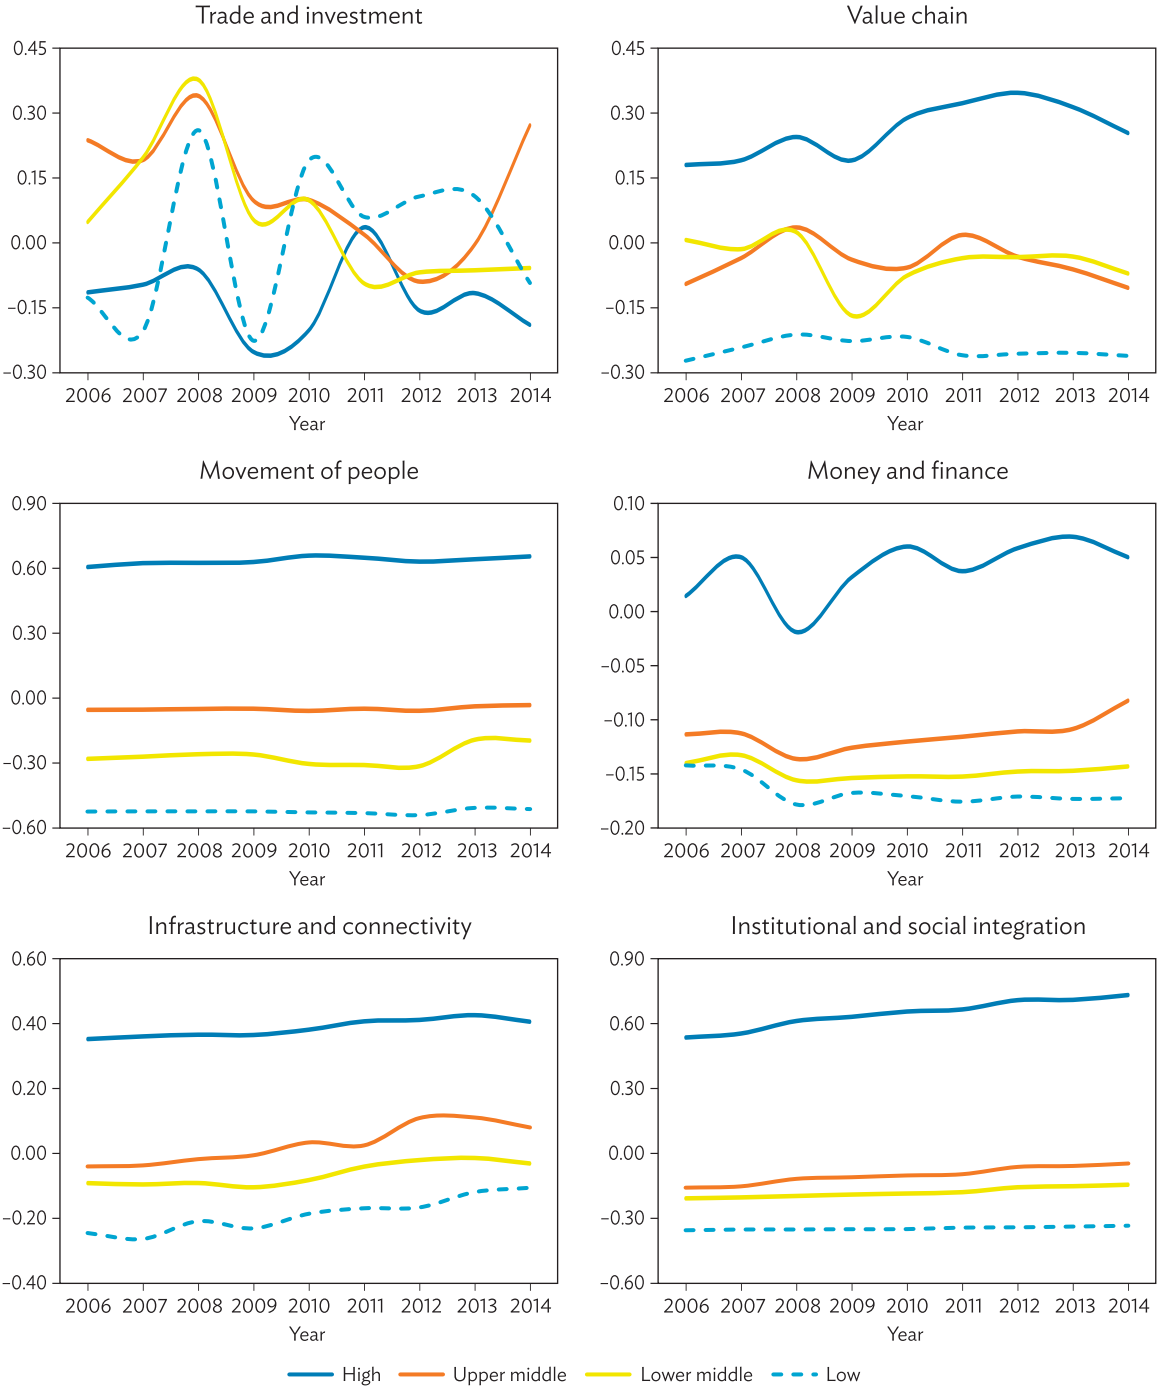 Trade and investment
0.45
0.30
0.15
0.00
–0.15
–0.30
2006 2007 2008 2009 2010 2011 2012 2013 2014
Year
Value chain
0.45
0.30
0.15
0.00
–0.15
–0.30
2006 2007 2008 2009 2010 2011 2012 2013 2014
Year
Movement of people
0.90
0.60
0.30
0.00
–0.30
–0.60
2006 2007 2008 2009 2010 2011 2012 2013 2014
Year
Money and finance
0.10
0.05
0.00
–0.05
–0.10
–0.15
–0.20
2006 2007 2008 2009 2010 2011 2012 2013 2014
Year
Infrastructure and connectivity
0.60
0.40
0.20
0.00
–0.20
–0.40
2006 2007 2008 2009 2010 2011 2012 2013 2014
Year
Institutional and social integration
0.90
0.60
0.30
0.00
–0.30
–0.60
2006 2007 2008 2009 2010 2011 2012 2013 2014
Year
High Upper middle Lower middle Low